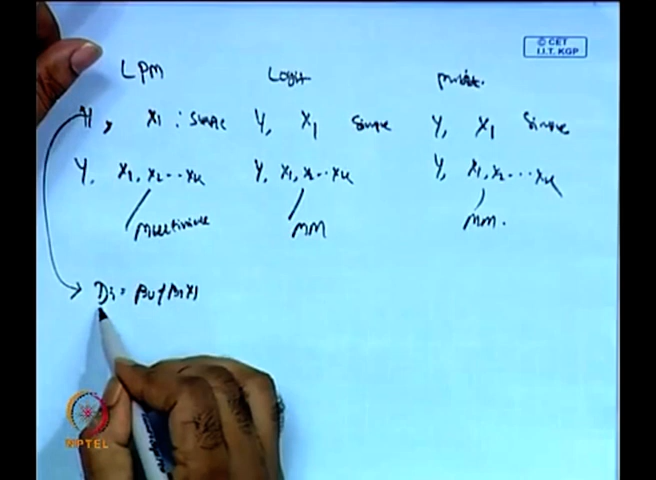 © CET
I.I.T. KGP
LPM Logit Probit.
Y, X1 : Simple Y, X1 Simple Y, X1 Simple
Y, X1, X2...Xk Y, X1, X2...Xk Y, X1, X2...Xk
Multivariate MM MM.
Di = β0+β1X1
NPTEL